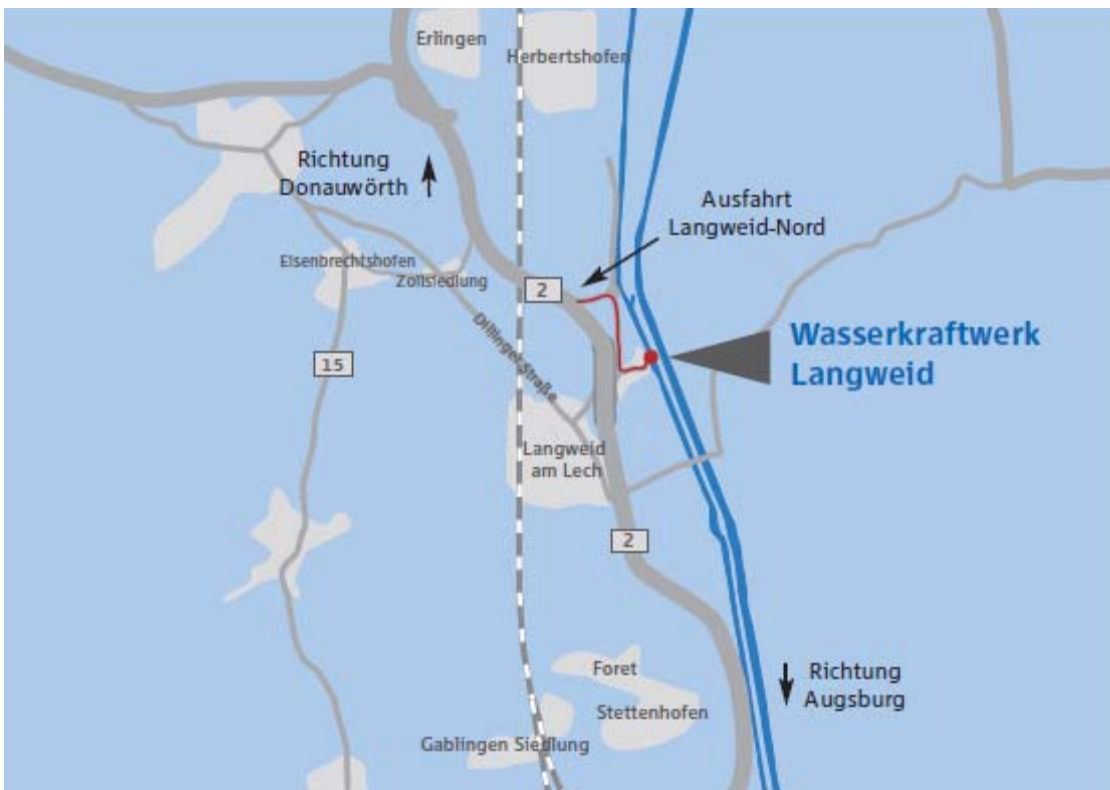 Erlingen
Herbertshofen
Richtung
Donauwörth
Ausfahrt
Langweid-Nord
Eisenbrechtshofen
Zollsiedlung
2
Dillinger Straße
Wasserkraftwerk
Langweid
15
Langweid
am Lech
2
Foret
Richtung
Augsburg
Stettenhofen
Gablingen Siedlung